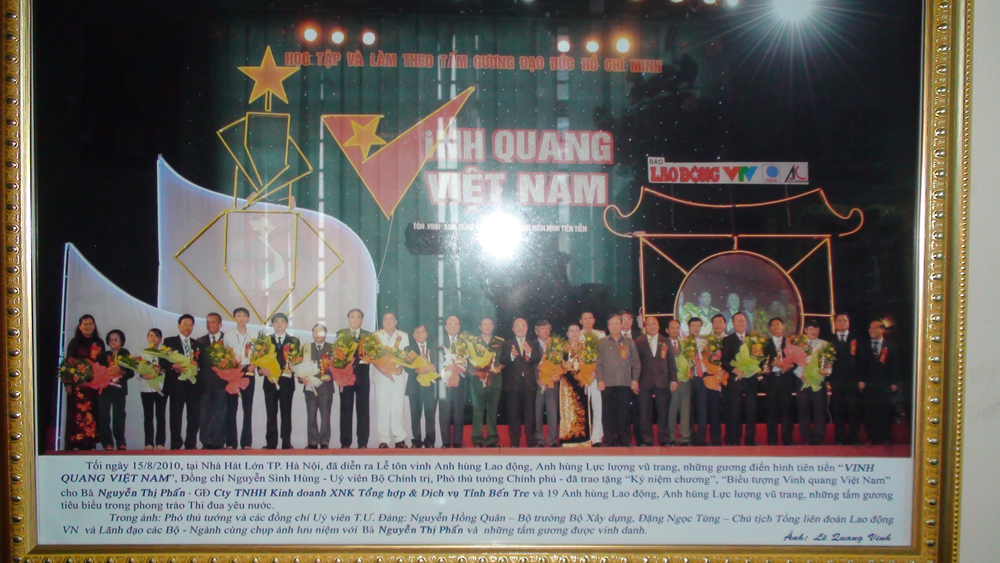 HỌC TẬP VÀ LÀM THEO TẤM GƯƠNG ĐẠO ĐỨC HỒ CHÍ MINH
INH QUANG
VIỆT NAM
BÁO
LAO ĐỘNG VTV
ĐIỂN HÌNH TIÊN TIẾN
Tối ngày 15/8/2010, tại Nhà Hát Lớn TP. Hà Nội, đã diễn ra Lễ tôn vinh Anh hùng Lao động, Anh hùng Lực lượng vũ trang, những gương điển hình tiên tiến "VINH
QUANG VIỆT NAM", Đồng chí Nguyễn Sinh Hùng - Uỷ viên Bộ Chính trị, Phó thủ tướng Chính phủ - đã trao tặng "Kỷ niệm chương", "Biểu tượng Vinh quang Việt Nam"
cho Bà Nguyễn Thị Phấn - GĐ Cty TNHH Kinh doanh XNK Tổng hợp & Dịch vụ Tỉnh Bến Tre và 19 Anh hùng Lao động, Anh hùng Lực lượng vũ trang, những tấm gương
tiêu biểu trong phong trào Thi đua yêu nước.
Trong ảnh: Phó thủ tướng và các đồng chí Uỷ viên T.Ư. Đảng: Nguyễn Hồng Quân – Bộ trưởng Bộ Xây dựng, Đặng Ngọc Tùng – Chủ tịch Tổng liên đoàn Lao động
VN và Lãnh đạo các Bộ - Ngành cùng chụp ảnh lưu niệm với Bà Nguyễn Thị Phấn và những tấm gương được vinh danh.
Ảnh: Lê Quang Vinh